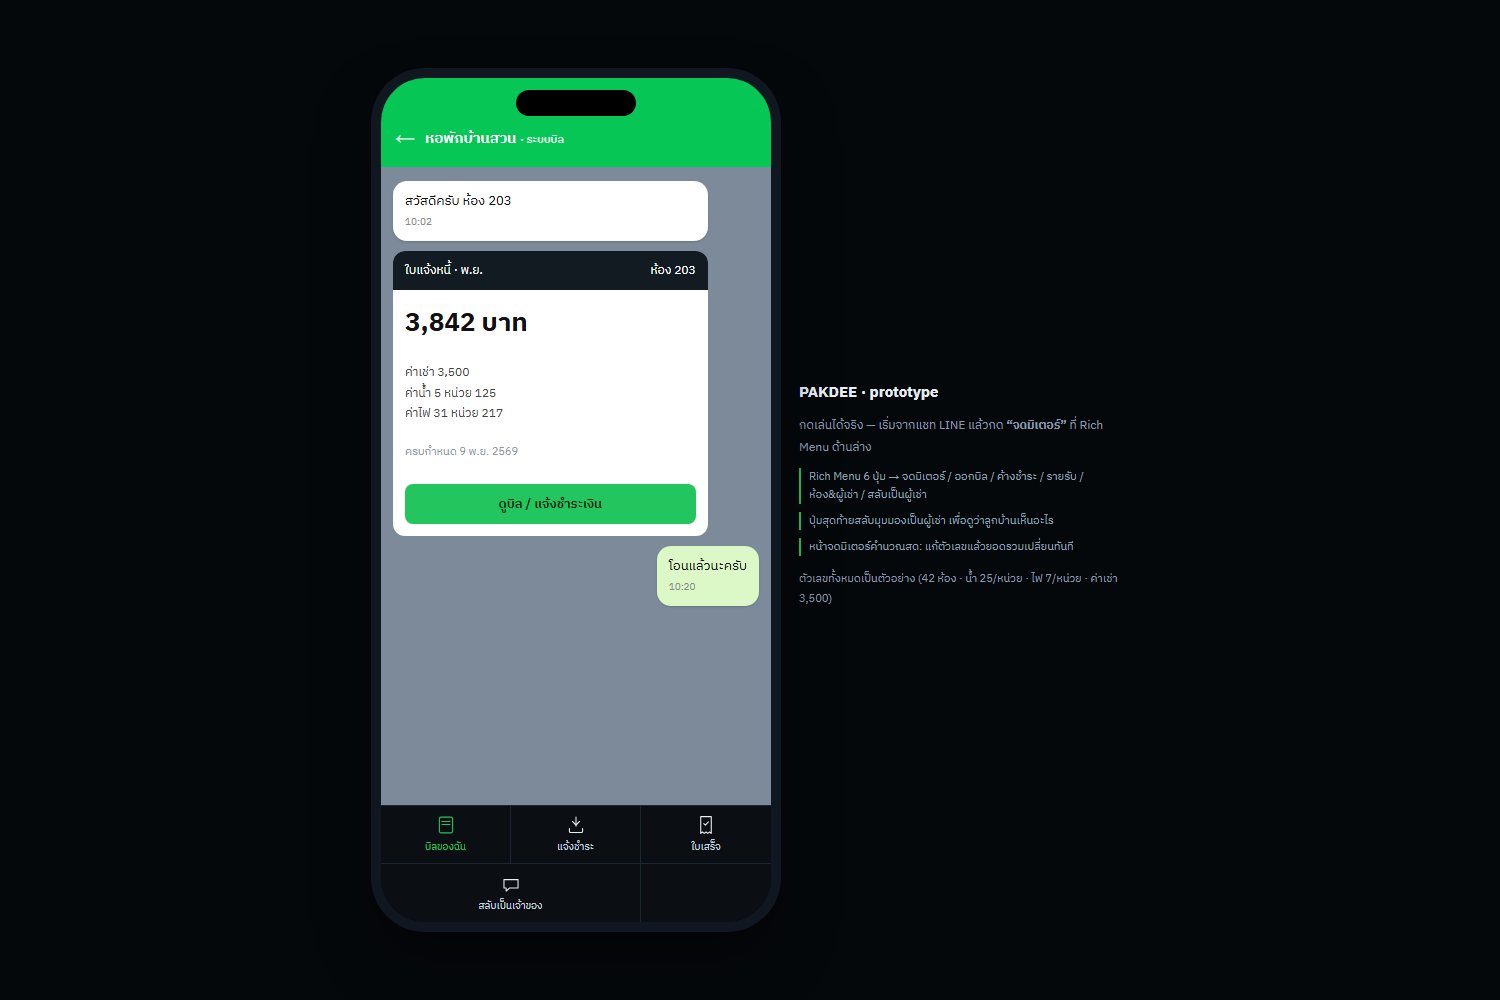 หอพักบ้านสวน · ระบบบิล
สวัสดีครับ ห้อง 203
10:02
ใบแจ้งหนี้ · พ.ย. ห้อง 203
3,842 บาท
ค่าเช่า 3,500
ค่าน้ำ 5 หน่วย 125
ค่าไฟ 31 หน่วย 217
ครบกำหนด 9 พ.ย. 2569
ดูบิล / แจ้งชำระเงิน
โอนแล้วนะครับ
10:20
บิลของฉัน แจ้งชำระ ใบเสร็จ
สลับเป็นเจ้าของ
PAKDEE · prototype
กดเล่นได้จริง — เริ่มจากแชท LINE แล้วกด “จดมิเตอร์” ที่ Rich
Menu ด้านล่าง
Rich Menu 6 ปุ่ม → จดมิเตอร์ / ออกบิล / ค้างชำระ / รายรับ /
ห้อง&ผู้เช่า / สลับเป็นผู้เช่า
ปุ่มสุดท้ายสลับมุมมองเป็นผู้เช่า เพื่อดูว่าลูกบ้านเห็นอะไร
หน้าจดมิเตอร์คำนวณสด: แก้ตัวเลขแล้วยอดรวมเปลี่ยนทันที
ตัวเลขทั้งหมดเป็นตัวอย่าง (42 ห้อง · น้ำ 25/หน่วย · ไฟ 7/หน่วย · ค่าเช่า
3,500)